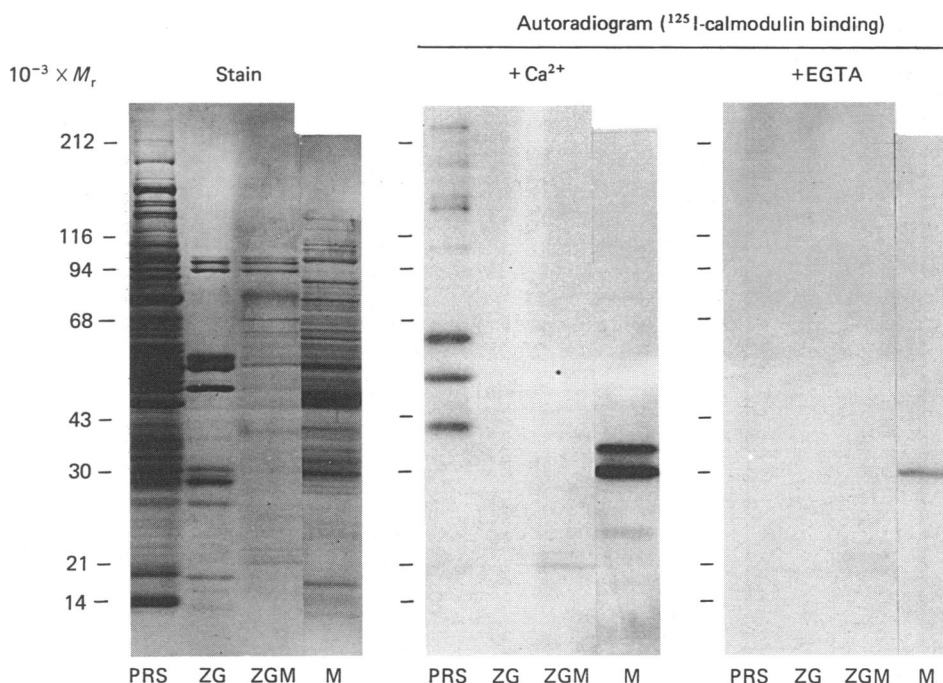 Autoradiogram (¹²⁵I-calmodulin binding)
10⁻³ × Mᵣ Stain + Ca²⁺ +EGTA
212 –
116 –
94 –
68 –
43 –
30 –
21 –
14 –
PRS ZG ZGM M PRS ZG ZGM M PRS ZG ZGM M